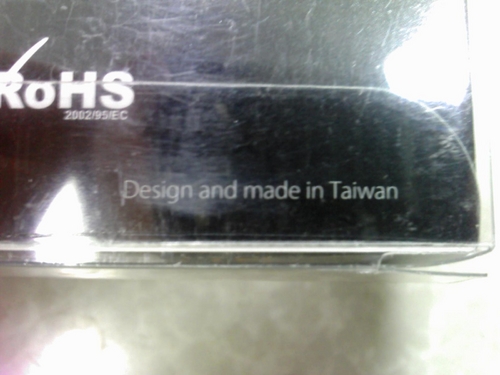 RoHS
2002/95/EC
Design and made in Taiwan